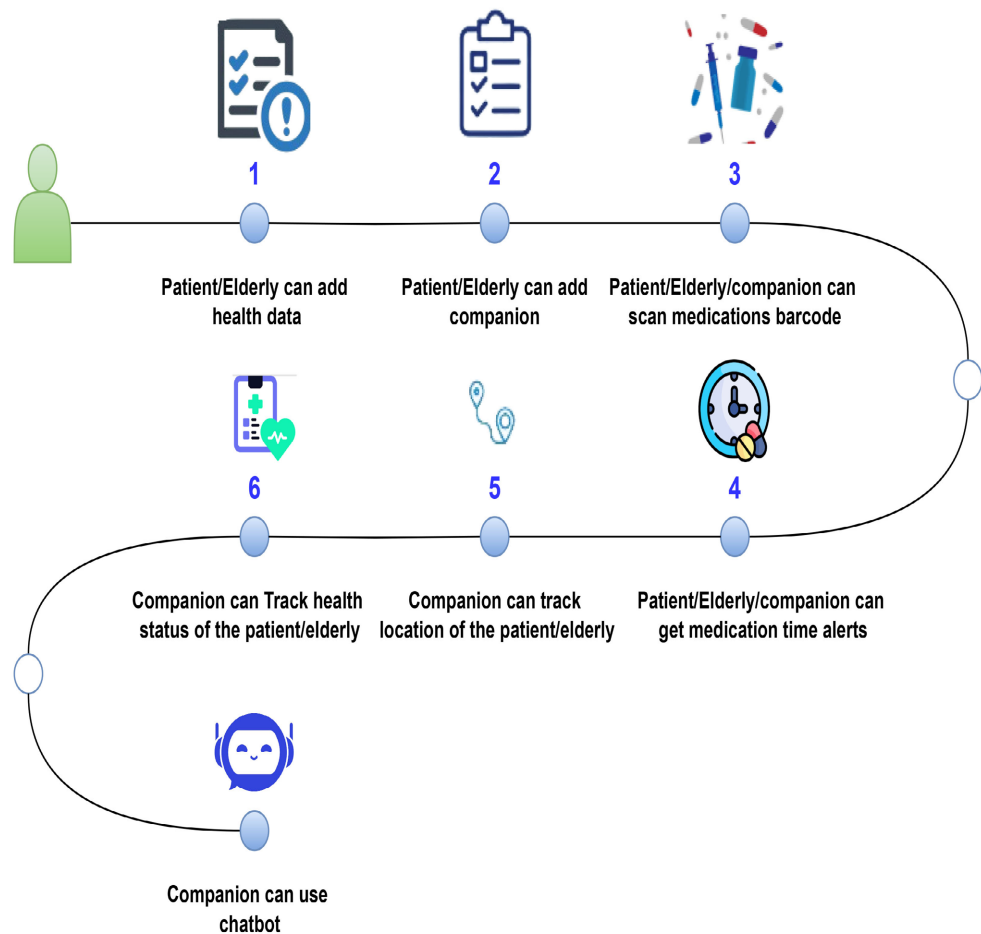 1
2
3
Patient/Elderly can add
health data
Patient/Elderly can add
companion
Patient/Elderly/companion can
scan medications barcode
4
Patient/Elderly/companion can
get medication time alerts
5
Companion can track
location of the patient/elderly
6
Companion can Track health
status of the patient/elderly
Companion can use
chatbot